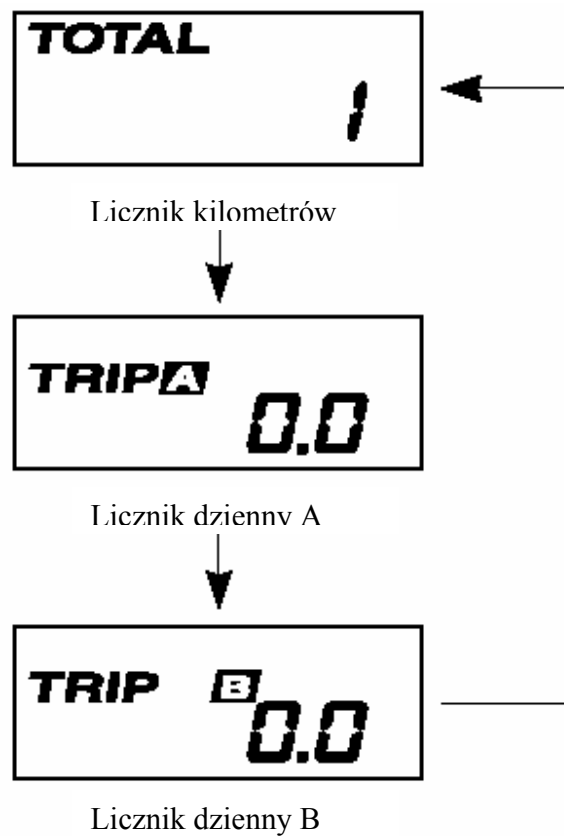 TOTAL
1
Licznik kilometrów
TRIP A
0.0
Licznik dzienny A
TRIP B
0.0
Licznik dzienny B